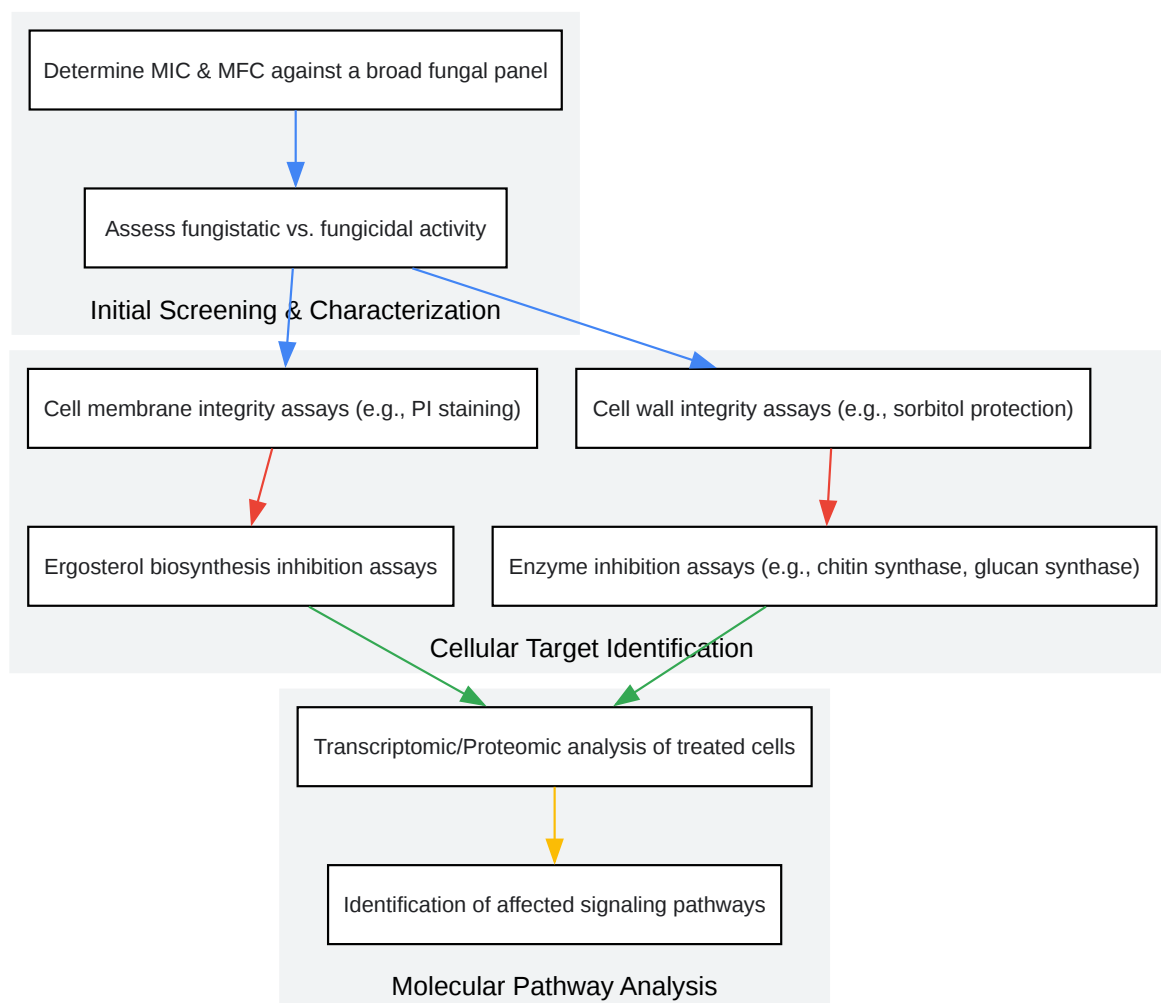 Determine MIC & MFC against a broad fungal panel
Assess fungistatic vs. fungicidal activity
Initial Screening & Characterization
Cell membrane integrity assays (e.g., PI staining)
Cell wall integrity assays (e.g., sorbitol protection)
Ergosterol biosynthesis inhibition assays
Enzyme inhibition assays (e.g., chitin synthase, glucan synthase)
Cellular Target Identification
Transcriptomic/Proteomic analysis of treated cells
Identification of affected signaling pathways
Molecular Pathway Analysis